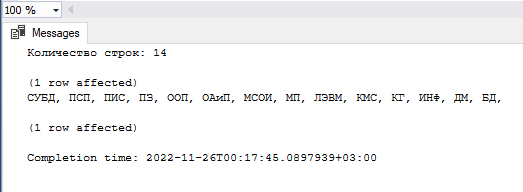 100 %
Messages
Количество строк: 14
(1 row affected)
СУБД, ПСП, ПИС, ПЗ, ООП, ОАиП, МСОИ, МП, ЛЭВМ, КМС, КГ, ИНФ, ДМ, БД,
(1 row affected)
Completion time: 2022-11-26T00:17:45.0897939+03:00